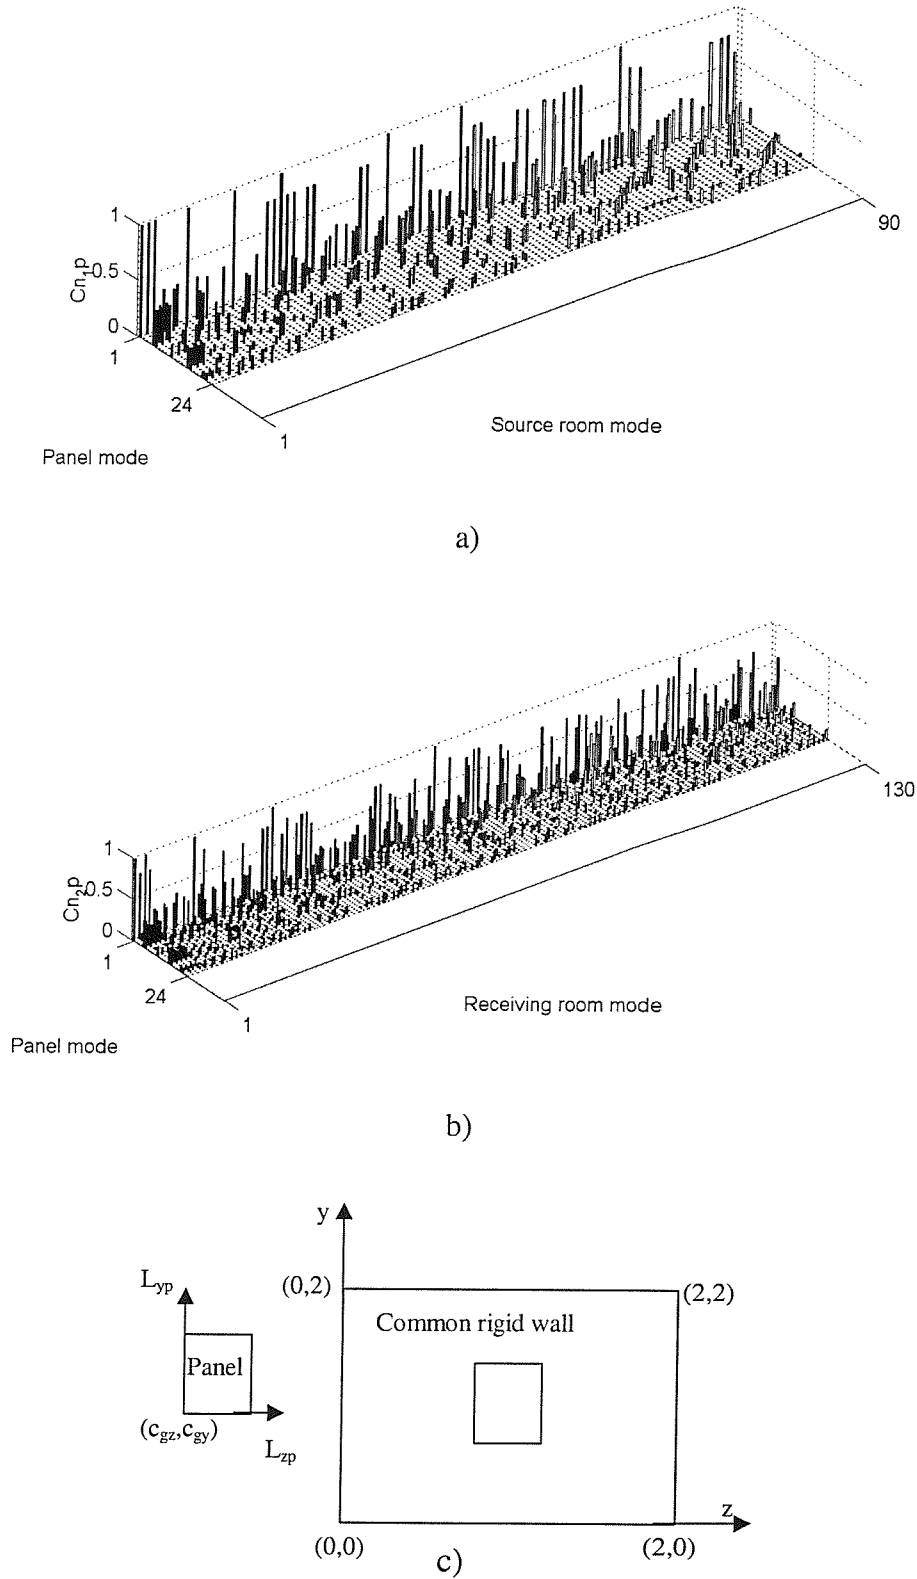 1
0.5
Cn₁p
0
1
24
Panel mode
1
Source room mode
90
a)
1
0.5
Cn₂p
0
1
24
Panel mode
1
Receiving room mode
130
b)
y
(0,2)
(2,2)
Common rigid wall
Lyp
Panel
(cgz,cgy)
Lzp
z
(0,0)
(2,0)
c)